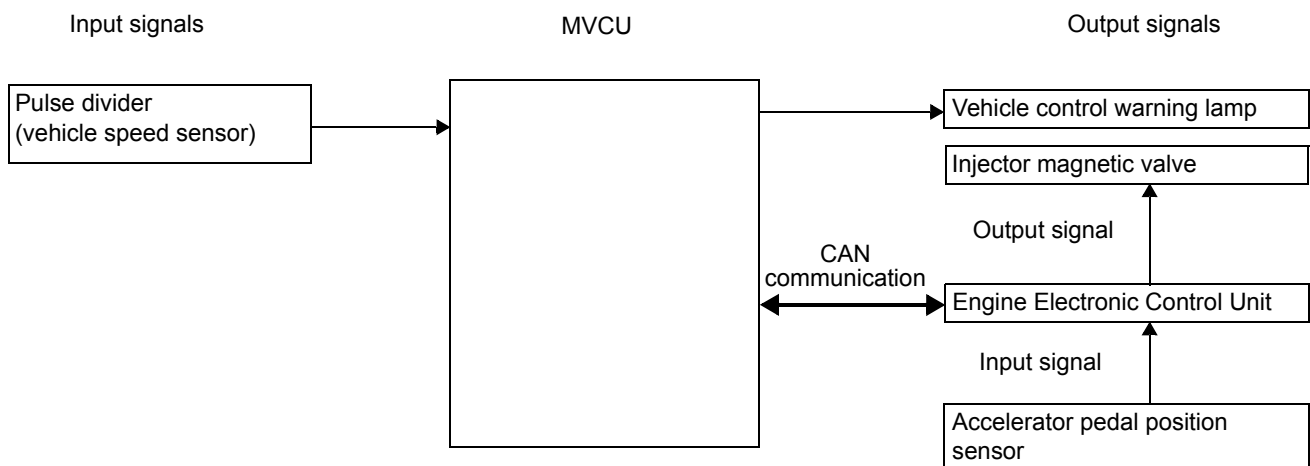 Input signals
MVCU
Output signals
Pulse divider
(vehicle speed sensor)
Vehicle control warning lamp
Injector magnetic valve
Output signal
CAN
communication
Engine Electronic Control Unit
Input signal
Accelerator pedal position
sensor